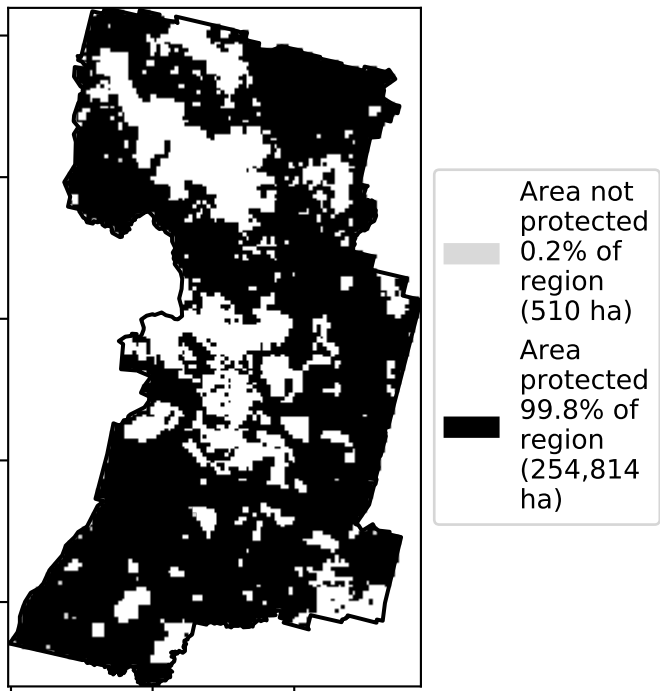 Area not
protected
0.2% of
region
(510 ha)
Area
protected
99.8% of
region
(254,814
ha)